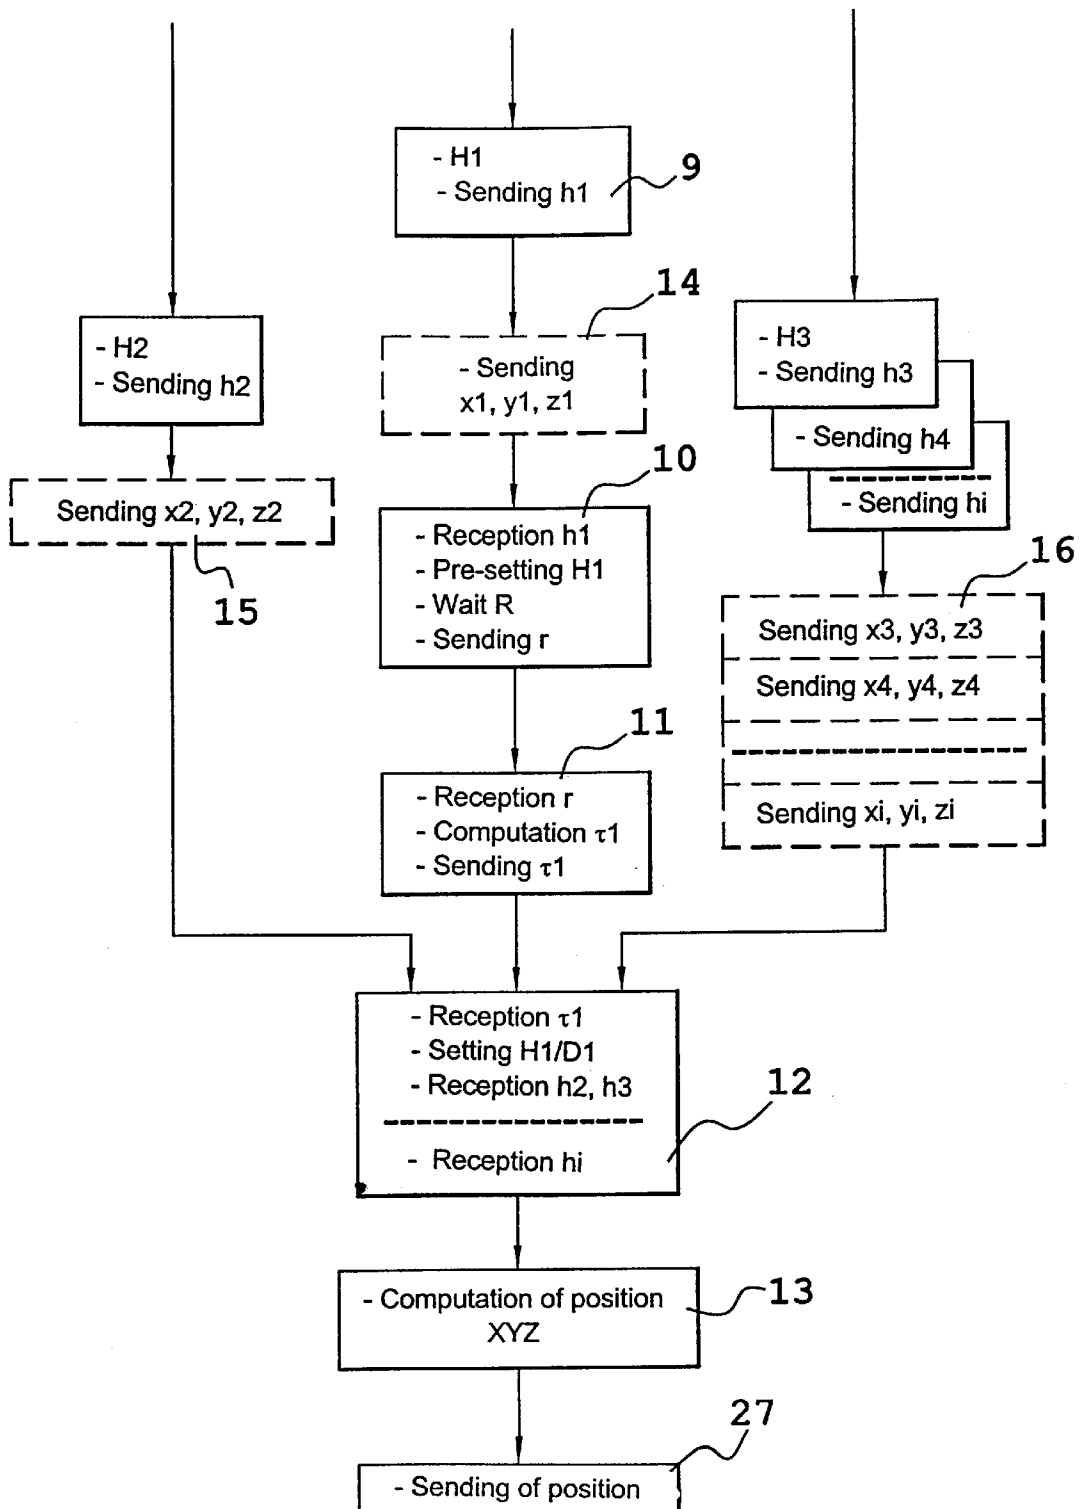 - H1
- Sending h1
9
14
- Sending
x1, y1, z1
- H2
- Sending h2
- H3
- Sending h3
- Sending h4
- Sending hi
10
Sending x2, y2, z2
15
- Reception h1
- Pre-setting H1
- Wait R
- Sending r
16
Sending x3, y3, z3
Sending x4, y4, z4
Sending xi, yi, zi
11
- Reception r
- Computation τ1
- Sending τ1
- Reception τ1
- Setting H1/D1
- Reception h2, h3
- Reception hi
12
- Computation of position
XYZ
13
27
- Sending of position